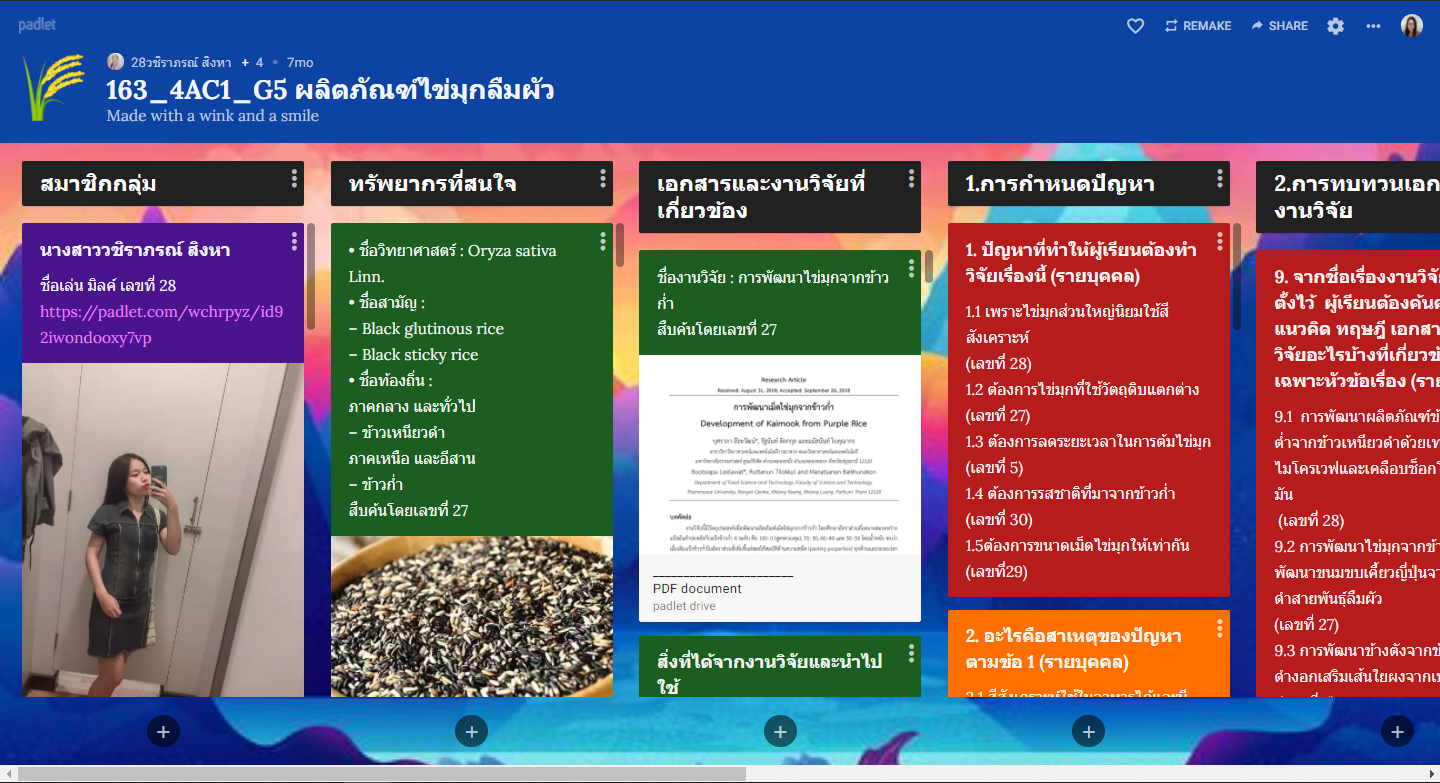 padlet
REMAKE
SHARE
28วชิราภรณ์ สิงหา + 4 • 7mo
163_4AC1_G5 ผลิตภัณฑ์ไข่มุกลืมผัว
Made with a wink and a smile
สมาชิกกลุ่ม
นางสาววชิราภรณ์ สิงหา
ชื่อเล่น มิลค์ เลขที่ 28
https://padlet.com/wchrpyz/id9
2iwondooxy7vp
ทรัพยากรที่สนใจ
• ชื่อวิทยาศาสตร์ : Oryza sativa
Linn.
• ชื่อสามัญ :
– Black glutinous rice
– Black sticky rice
• ชื่อท้องถิ่น :
ภาคกลาง และทั่วไป
– ข้าวเหนียวดำ
ภาคเหนือ และอีสาน
– ข้าวก่ำ
สืบค้นโดยเลขที่ 27
เอกสารและงานวิจัยที่
เกี่ยวข้อง
ชื่องานวิจัย : การพัฒนาไข่มุกจากข้าว
ก่ำ
สืบค้นโดยเลขที่ 27
Research Article
Received: August 31, 2018, Accepted: September 26, 2018
การพัฒนาเม็ดไข่มุกจากข้าวก่ำ
Development of Kaimook from Purple Rice
Department of Food Science and Technology, Faculty of Science and Technology,
Thammasat University, Rangsit Centre, Khlong Nueng, Khlong Luang, Pathum Thani 12120
บทคัดย่อ
_______________________
PDF document
padlet drive
สิ่งที่ได้จากงานวิจัยและนำไป
ใช้
1.การกำหนดปัญหา
1. ปัญหาที่ทำให้ผู้เรียนต้องทำ
วิจัยเรื่องนี้ (รายบุคคล)
1.1 เพราะไข่มุกส่วนใหญ่นิยมใช้สี
สังเคราะห์
(เลขที่ 28)
1.2 ต้องการไข่มุกที่ใช้วัตถุดิบแตกต่าง
(เลขที่ 27)
1.3 ต้องการลดระยะเวลาในการต้มไข่มุก
(เลขที่ 5)
1.4 ต้องการรสชาติที่มาจากข้าวก่ำ
(เลขที่ 30)
1.5ต้องการขนาดเม็ดไข่มุกให้เท่ากัน
(เลขที่29)
2. อะไรคือสาเหตุของปัญหา
ตามข้อ 1 (รายบุคคล)
2.การทบทวนเอก
งานวิจัย
9. จากชื่อเรื่องงานวิจั
ตั้งไว้ ผู้เรียนต้องค้นค
แนวคิด ทฤษฎี เอกสา
วิจัยอะไรบ้างที่เกี่ยวข้
เฉพาะหัวข้อเรื่อง (ราย
9.1 การพัฒนาผลิตภัณฑ์ข้
ต่ำจากข้าวเหนียวดำด้วยเท
ไมโครเวฟและเคลือบช็อกโ
มัน
(เลขที่ 28)
9.2 การพัฒนาไข่มุกจากข้า
พัฒนาขนมขบเคี้ยวญี่ปุ่นจา
ดำสายพันธุ์ลืมผัว
(เลขที่ 27)
9.3 การพัฒนาข้างตังจากข้
ดำงอกเสริมเส้นใยผงจากเป